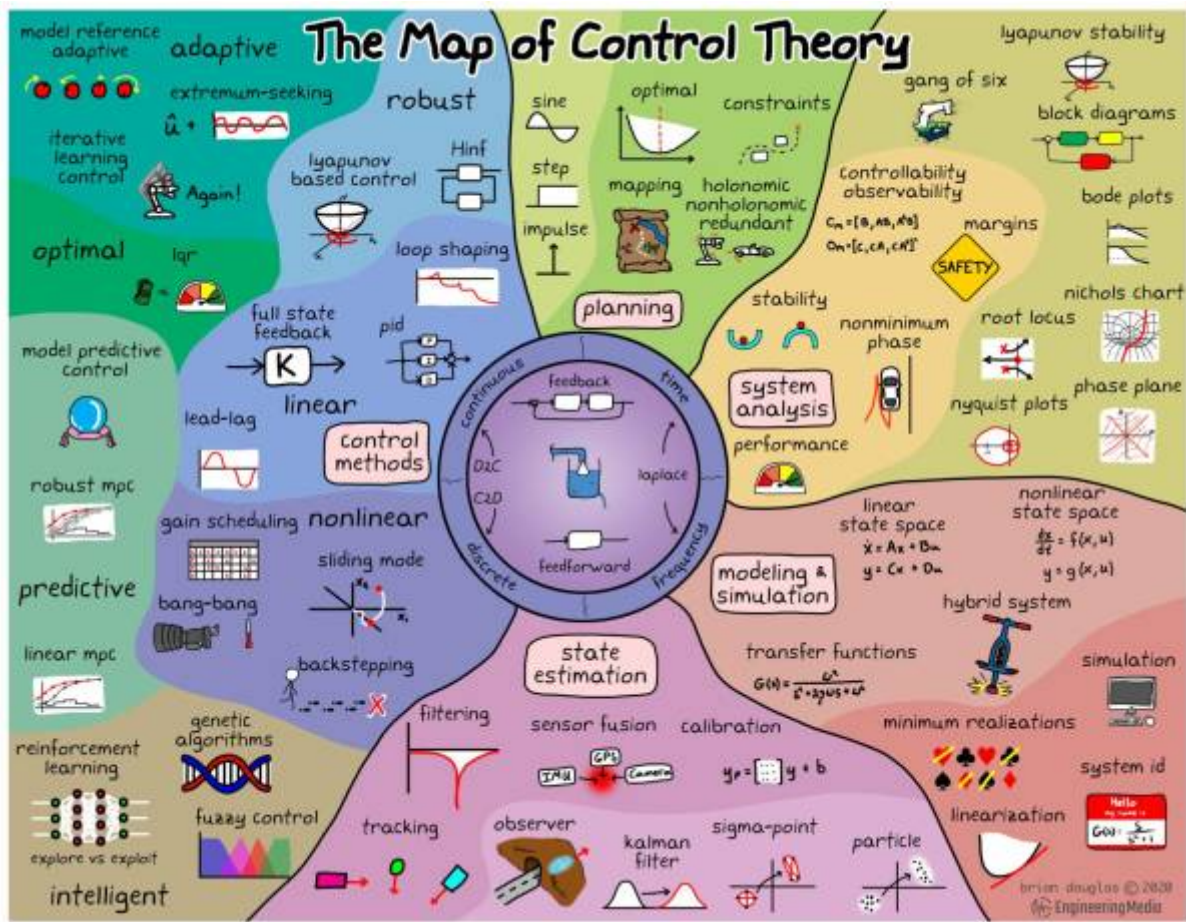 The Map of Control Theory
model reference
adaptive
adaptive
extremum-seeking
û +
iterative
learning
control
Again!
robust
Hinf
lyapunov
based control
optimal
lqr
loop shaping
full state
feedback
K
pid
linear
lead-lag
control
methods
model predictive
control
robust mpc
predictive
linear mpc
gain scheduling
nonlinear
sliding mode
bang-bang
backstepping
X
reinforcement
learning
explore vs exploit
intelligent
genetic
algorithms
fuzzy control
sine
step
impulse
optimal
constraints
mapping
holonomic
nonholonomic
redundant
planning
continuous
time
discrete
frequency
feedback
D2C
C2D
laplace
feedforward
lyapunov stability
gang of six
block diagrams
controllability
observability
Cm = [B, AB, A²B]
margins
SAFETY
bode plots
stability
nonminimum
phase
root locus
nichols chart
system
analysis
nyquist plots
phase plane
performance
linear
state space
ẋ = Ax + Bu
y = Cx + Du
nonlinear
state space
dx/dt = f(x, u)
y = g(x, u)
modeling &
simulation
hybrid system
transfer functions
simulation
minimum realizations
system id
Hello
linearization
state
estimation
filtering
sensor fusion
IMU
GPS
Camera
calibration
tracking
observer
kalman
filter
sigma-point
particle
brian douglas © 2020
EngineeringMedia